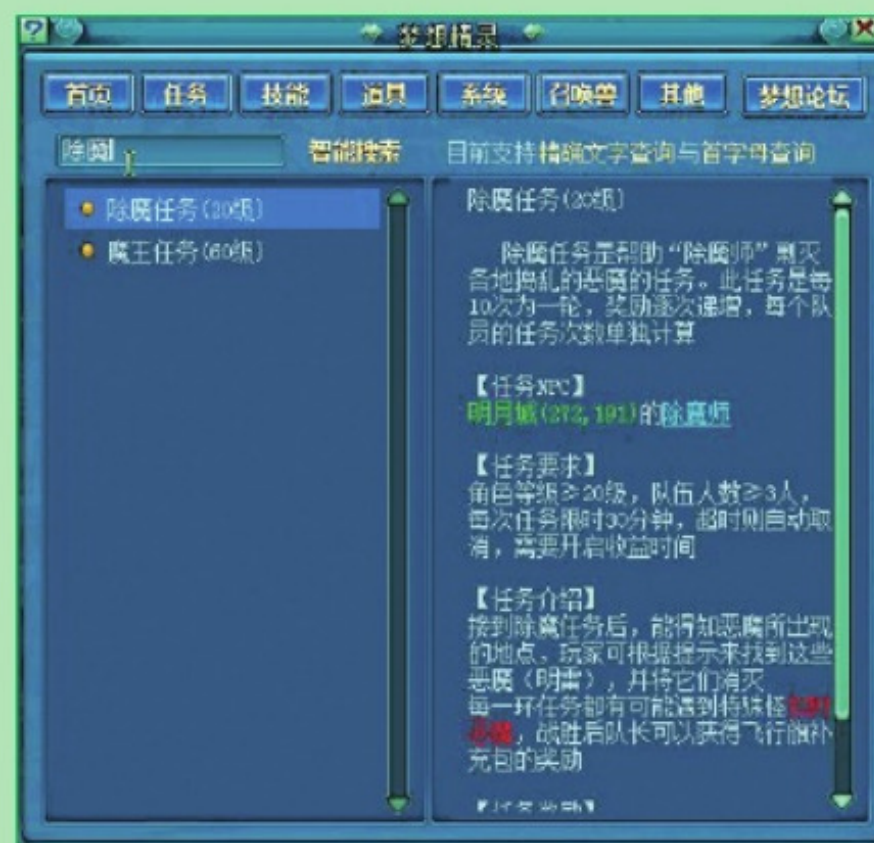 梦想精灵
首页 任务 技能 道具 系统 召唤兽 其他 梦想论坛
除魔 智能搜索 目前支持精确文字查询与首字母查询
除魔任务(20级)
魔王任务(60级)
除魔任务(20级)
除魔任务是帮助“除魔师”剿灭
各地捣乱的恶魔的任务。此任务是每
10次为一轮，奖励逐次递增，每个队
员的任务次数单独计算
【任务NPC】
明月城(272,191)的除魔师
【任务要求】
角色等级≥20级，队伍人数≥3人，
每次任务限时30分钟，超时则自动取
消，需要开启收益时间
【任务介绍】
接到除魔任务后，能得知恶魔所出现
的地点、玩家可根据提示来找到这些
恶魔（明雷），并将它们消灭
每一环任务都有可能遇到特殊怪
，战胜后队长可以获得飞行旗补
充包的奖励